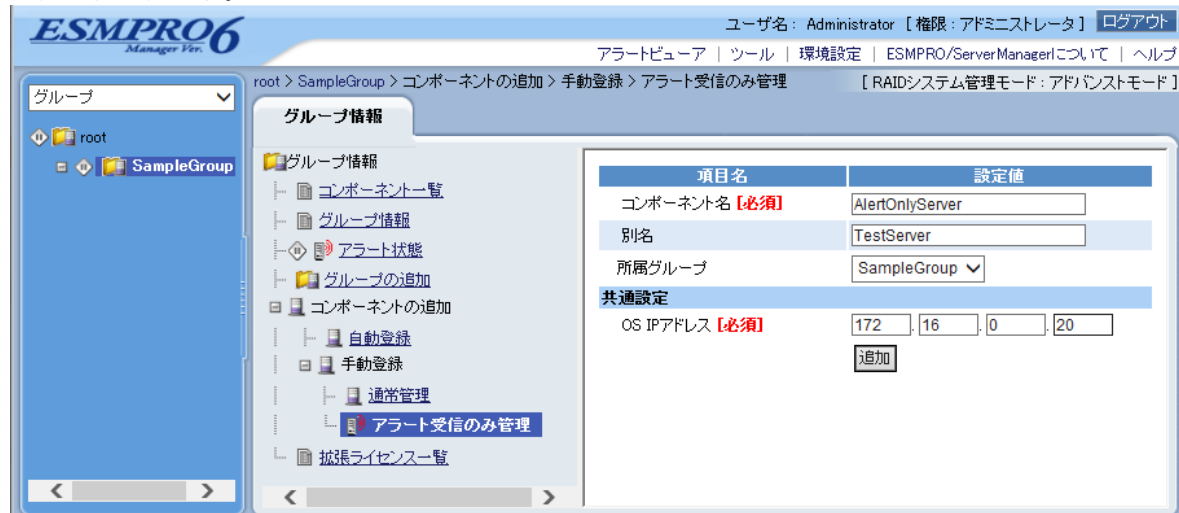 ESMPRO6
Manager Ver.
ユーザ名： Administrator [ 権限：アドミニストレータ ] ログアウト
アラートビューア | ツール | 環境設定 | ESMPRO/ServerManagerについて | ヘルプ
root > SampleGroup > コンポーネントの追加 > 手動登録 > アラート受信のみ管理 [ RAIDシステム管理モード：アドバンストモード ]
グループ
root
SampleGroup
グループ情報
グループ情報
コンポーネント一覧
グループ情報
アラート状態
グループの追加
コンポーネントの追加
自動登録
手動登録
通常管理
アラート受信のみ管理
拡張ライセンス一覧
項目名 設定値
コンポーネント名 [必須] AlertOnlyServer
別名 TestServer
所属グループ SampleGroup
共通設定
OS IPアドレス [必須] 172 . 16 . 0 . 20
追加